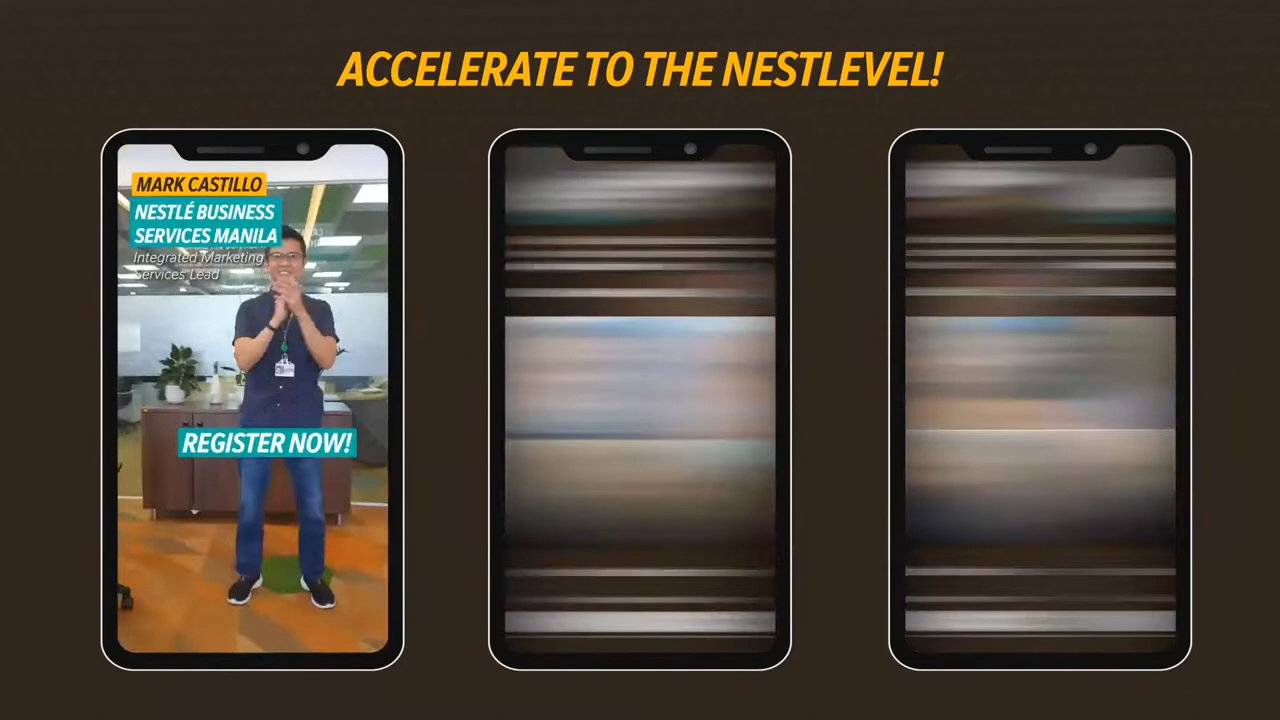 ACCELERATE TO THE NESTLEVEL!
MARK CASTILLO
NESTLÉ BUSINESS
SERVICES MANILA
Integrated Marketing
Services Lead
REGISTER NOW!